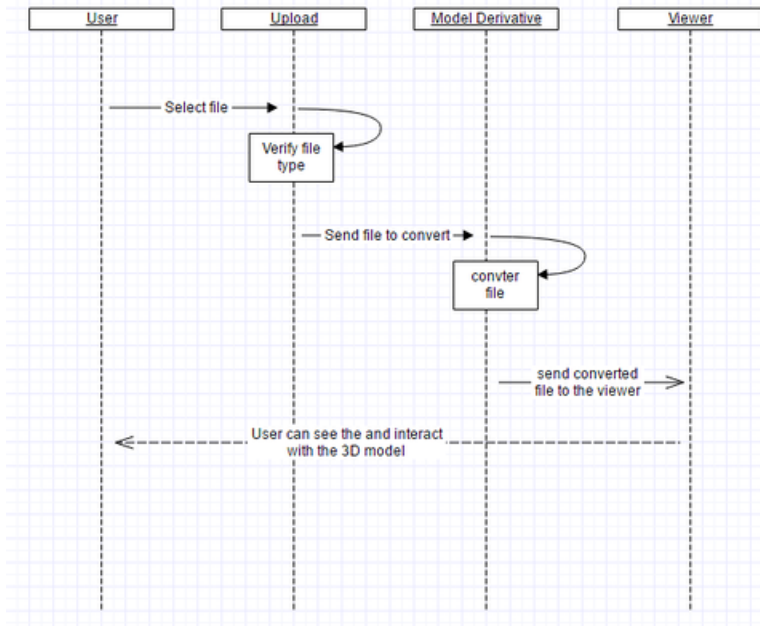 User
Upload
Model Derivative
Viewer
Select file
Verify file
type
Send file to convert
convter
file
send converted
file to the viewer
User can see the and interact
with the 3D model